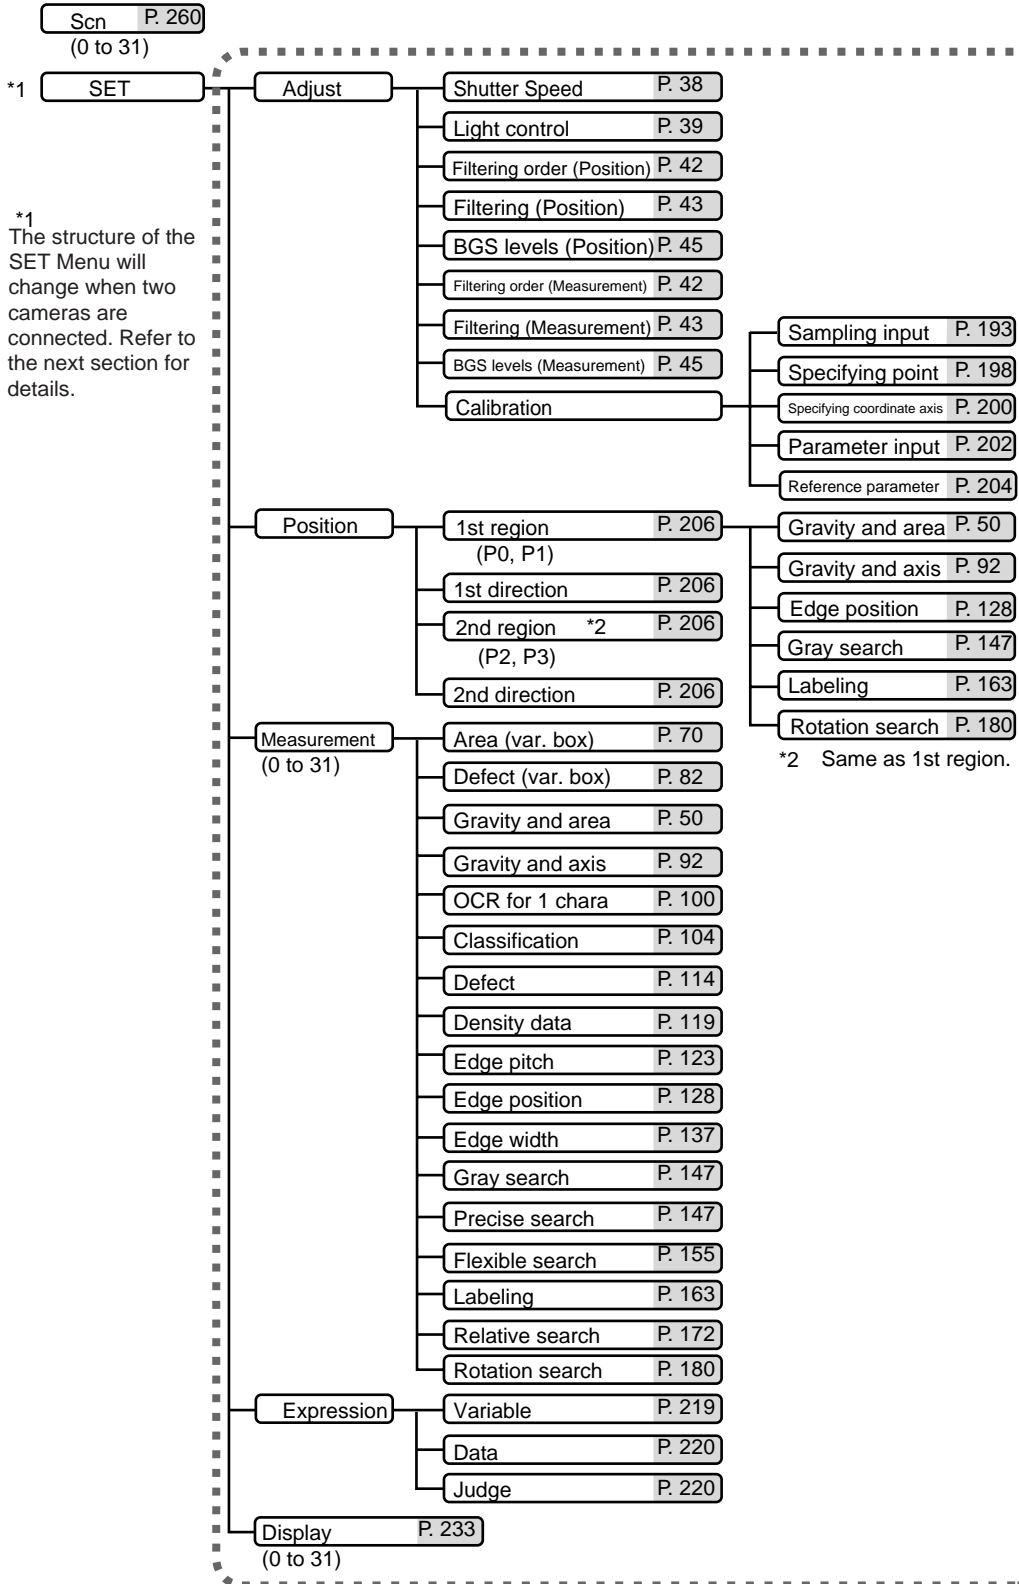 Scn P. 260
(0 to 31)
*1 SET
*1
The structure of the
SET Menu will
change when two
cameras are
connected. Refer to
the next section for
details.
Adjust
Shutter Speed P. 38
Light control P. 39
Filtering order (Position) P. 42
Filtering (Position) P. 43
BGS levels (Position) P. 45
Filtering order (Measurement) P. 42
Filtering (Measurement) P. 43
BGS levels (Measurement) P. 45
Calibration
Sampling input P. 193
Specifying point P. 198
Specifying coordinate axis P. 200
Parameter input P. 202
Reference parameter P. 204
Position
1st region P. 206
(P0, P1)
1st direction P. 206
2nd region *2 P. 206
(P2, P3)
2nd direction P. 206
Gravity and area P. 50
Gravity and axis P. 92
Edge position P. 128
Gray search P. 147
Labeling P. 163
Rotation search P. 180
*2 Same as 1st region.
Measurement
(0 to 31)
Area (var. box) P. 70
Defect (var. box) P. 82
Gravity and area P. 50
Gravity and axis P. 92
OCR for 1 chara P. 100
Classification P. 104
Defect P. 114
Density data P. 119
Edge pitch P. 123
Edge position P. 128
Edge width P. 137
Gray search P. 147
Precise search P. 147
Flexible search P. 155
Labeling P. 163
Relative search P. 172
Rotation search P. 180
Expression
Variable P. 219
Data P. 220
Judge P. 220
Display P. 233
(0 to 31)